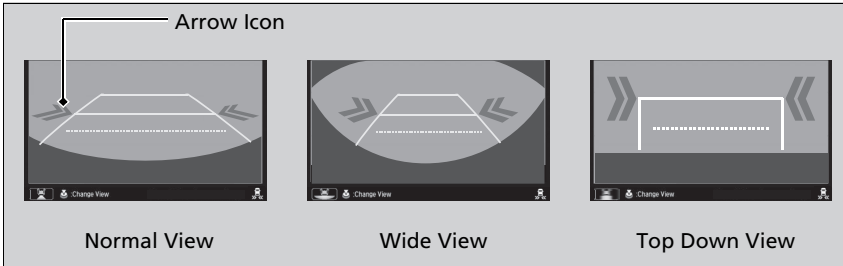 Arrow Icon
:Change View
:Change View
:Change View
Normal View
Wide View
Top Down View